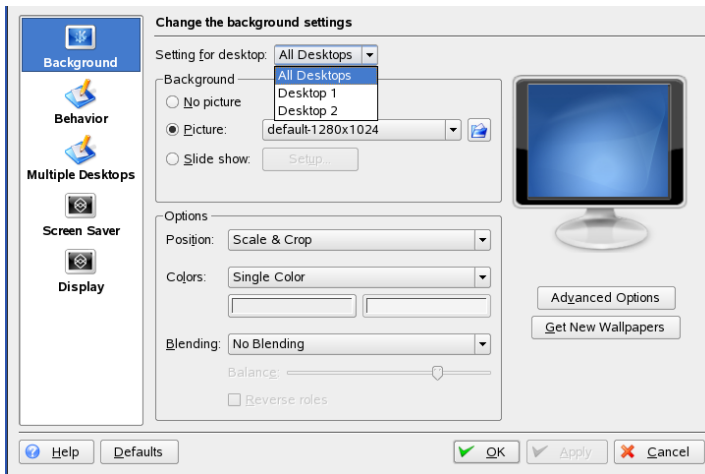 Change the background settings
Background
Behavior
Multiple Desktops
Screen Saver
Display
Setting for desktop: All Desktops
All Desktops
Desktop 1
Desktop 2
Background
No picture
Picture: default-1280x1024
Slide show: Setup...
Options
Position: Scale & Crop
Colors: Single Color
Blending: No Blending
Balance:
Reverse roles
Advanced Options
Get New Wallpapers
Help Defaults OK Apply Cancel